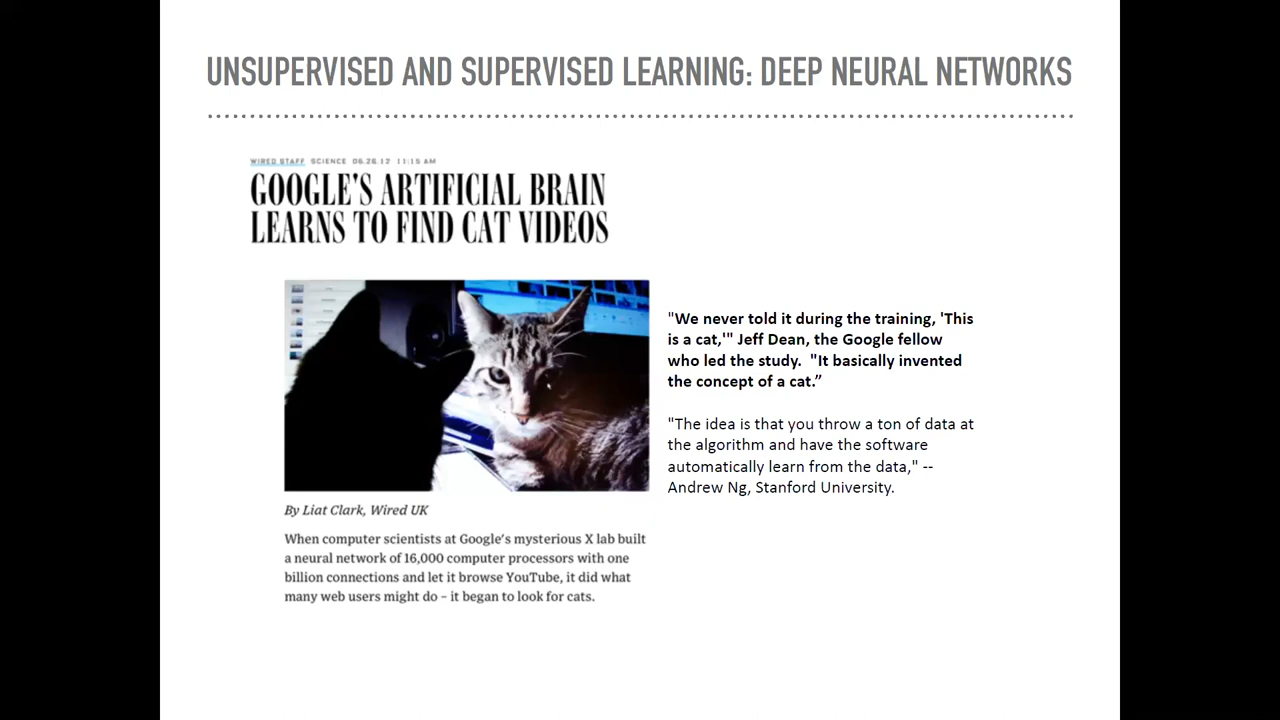 UNSUPERVISED AND SUPERVISED LEARNING: DEEP NEURAL NETWORKS
WIRED STAFF SCIENCE 06.26.12 11:15 AM
GOOGLE'S ARTIFICIAL BRAIN
LEARNS TO FIND CAT VIDEOS
"We never told it during the training, 'This
is a cat,'" Jeff Dean, the Google fellow
who led the study. "It basically invented
the concept of a cat.”
"The idea is that you throw a ton of data at
the algorithm and have the software
automatically learn from the data," --
Andrew Ng, Stanford University.
By Liat Clark, Wired UK
When computer scientists at Google's mysterious X lab built
a neural network of 16,000 computer processors with one
billion connections and let it browse YouTube, it did what
many web users might do – it began to look for cats.